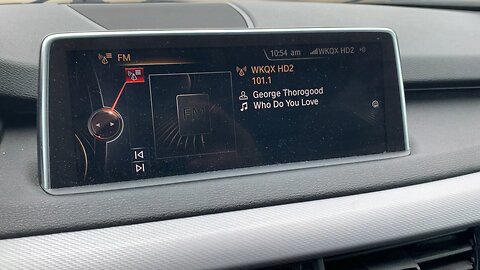 FM
10:54 am
WKQX HD2
WKQX HD2
101.1
George Thorogood
Who Do You Love
FM